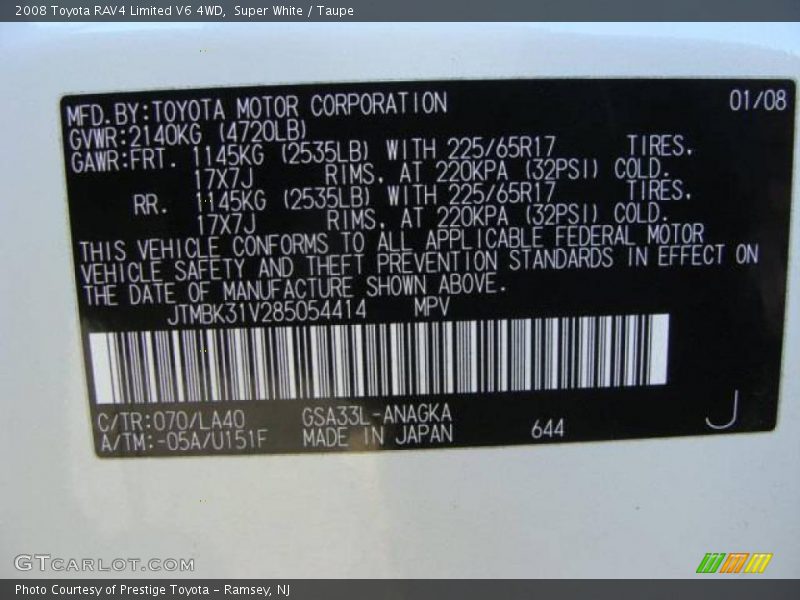 2008 Toyota RAV4 Limited V6 4WD, Super White / Taupe
MFD.BY:TOYOTA MOTOR CORPORATION 01/08
GVWR:2140KG (4720LB)
GAWR:FRT. 1145KG (2535LB) WITH 225/65R17 TIRES,
17X7J RIMS, AT 220KPA (32PSI) COLD.
RR. 1145KG (2535LB) WITH 225/65R17 TIRES,
17X7J RIMS, AT 220KPA (32PSI) COLD.
THIS VEHICLE CONFORMS TO ALL APPLICABLE FEDERAL MOTOR
VEHICLE SAFETY AND THEFT PREVENTION STANDARDS IN EFFECT ON
THE DATE OF MANUFACTURE SHOWN ABOVE.
JTMBK31V285054414 MPV
C/TR:070/LA40 GSA33L-ANAGKA
A/TM:-05A/U151F MADE IN JAPAN 644 J
GTCARLOT.COM
Photo Courtesy of Prestige Toyota - Ramsey, NJ